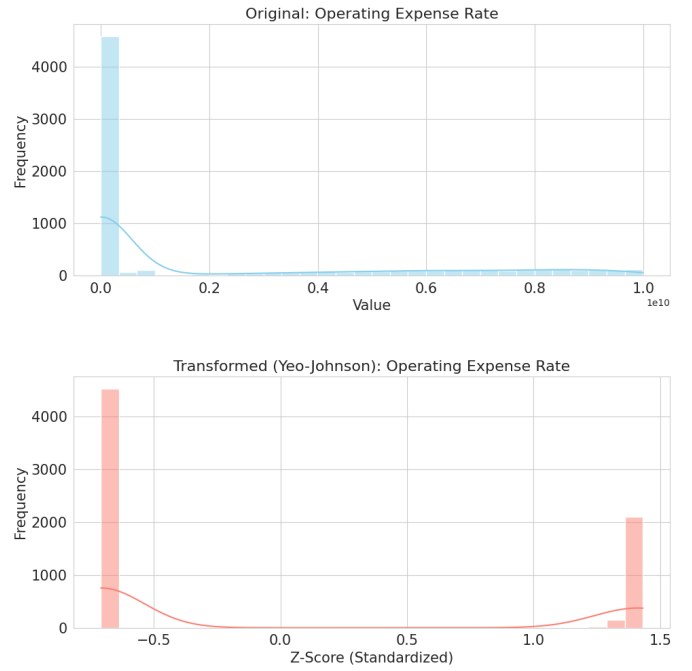 Original: Operating Expense Rate
Frequency
4000
3000
2000
1000
0
0.0 0.2 0.4 0.6 0.8 1.0
1e10
Value
Transformed (Yeo-Johnson): Operating Expense Rate
Frequency
4000
3000
2000
1000
0
−0.5 0.0 0.5 1.0 1.5
Z-Score (Standardized)